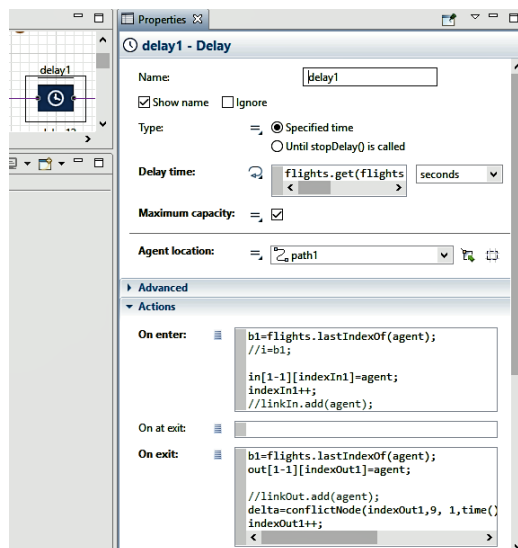 Properties
delay1 - Delay
delay1
Name:
delay1
Show name
Ignore
Type:
Specified time
Until stopDelay() is called
Delay time:
flights.get(flights
seconds
Maximum capacity:
Agent location:
path1
Advanced
Actions
On enter:
b1=flights.lastIndexOf(agent);
//i=b1;
in[1-1][indexIn1]=agent;
indexIn1++;
//linkIn.add(agent);
On at exit:
On exit:
b1=flights.lastIndexOf(agent);
out[1-1][indexOut1]=agent;
//linkOut.add(agent);
delta=conflictNode(indexOut1,9, 1,time()
indexOut1++;